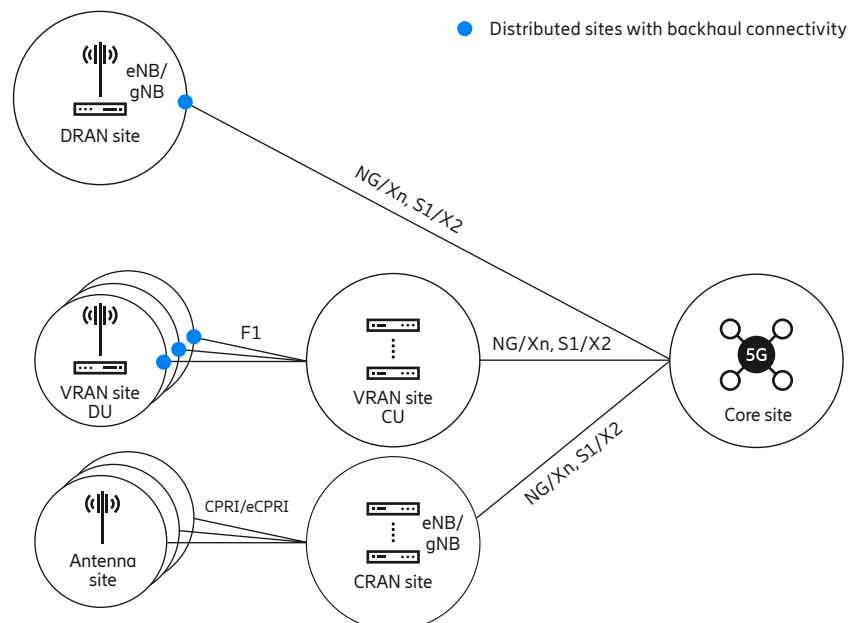 Distributed sites with backhaul connectivity
eNB/
gNB
DRAN site
NG/Xn, S1/X2
F1
VRAN site
DU
VRAN site
CU
NG/Xn, S1/X2
5G
Core site
NG/Xn, S1/X2
CPRI/eCPRI
Antenna
site
eNB/
gNB
CRAN site